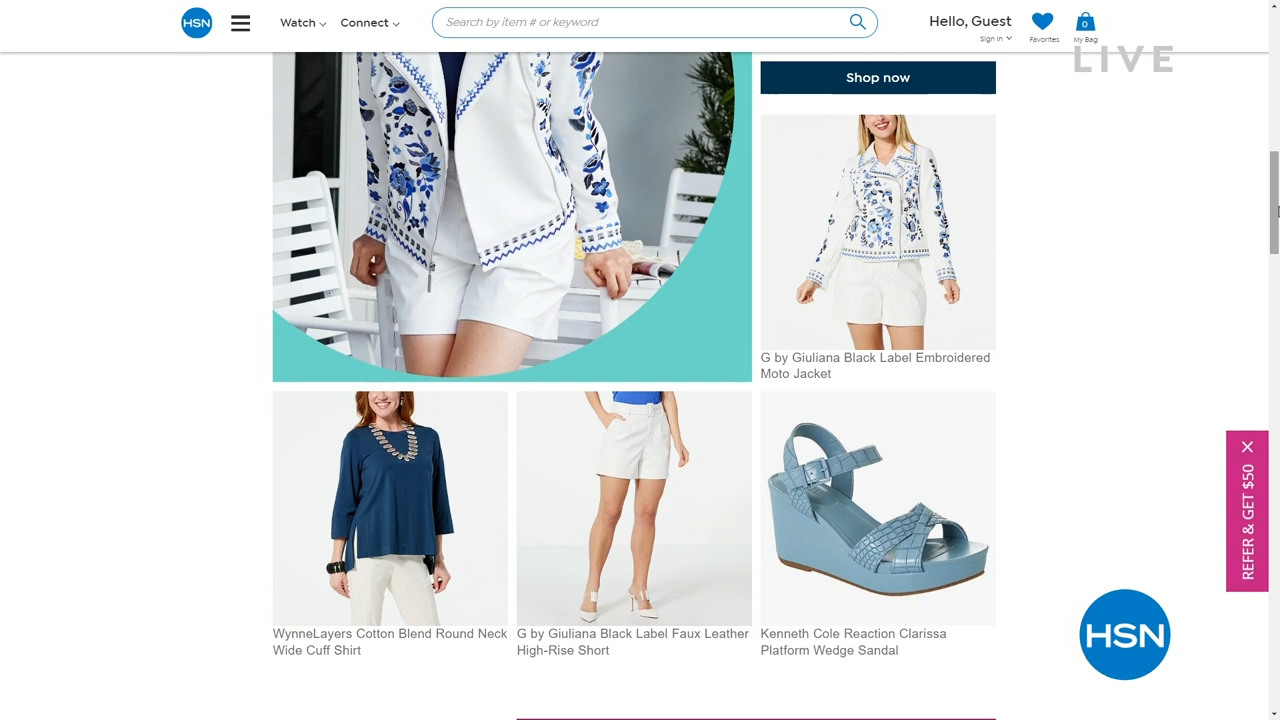 HSN
Watch
Connect
Search by item # or keyword
Hello, Guest
Sign in
Favorites
0
My Bag
LIVE
Shop now
G by Giuliana Black Label Embroidered
Moto Jacket
WynneLayers Cotton Blend Round Neck
Wide Cuff Shirt
G by Giuliana Black Label Faux Leather
High-Rise Short
Kenneth Cole Reaction Clarissa
Platform Wedge Sandal
REFER & GET $50
HSN